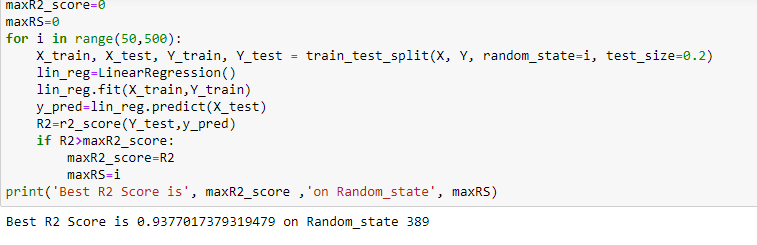 maxR2_score=0
maxRS=0
for i in range(50,500):
    X_train, X_test, Y_train, Y_test = train_test_split(X, Y, random_state=i, test_size=0.2)
    lin_reg=LinearRegression()
    lin_reg.fit(X_train,Y_train)
    y_pred=lin_reg.predict(X_test)
    R2=r2_score(Y_test,y_pred)
    if R2>maxR2_score:
        maxR2_score=R2
        maxRS=i
print('Best R2 Score is', maxR2_score ,'on Random_state', maxRS)
Best R2 Score is 0.9377017379319479 on Random_state 389